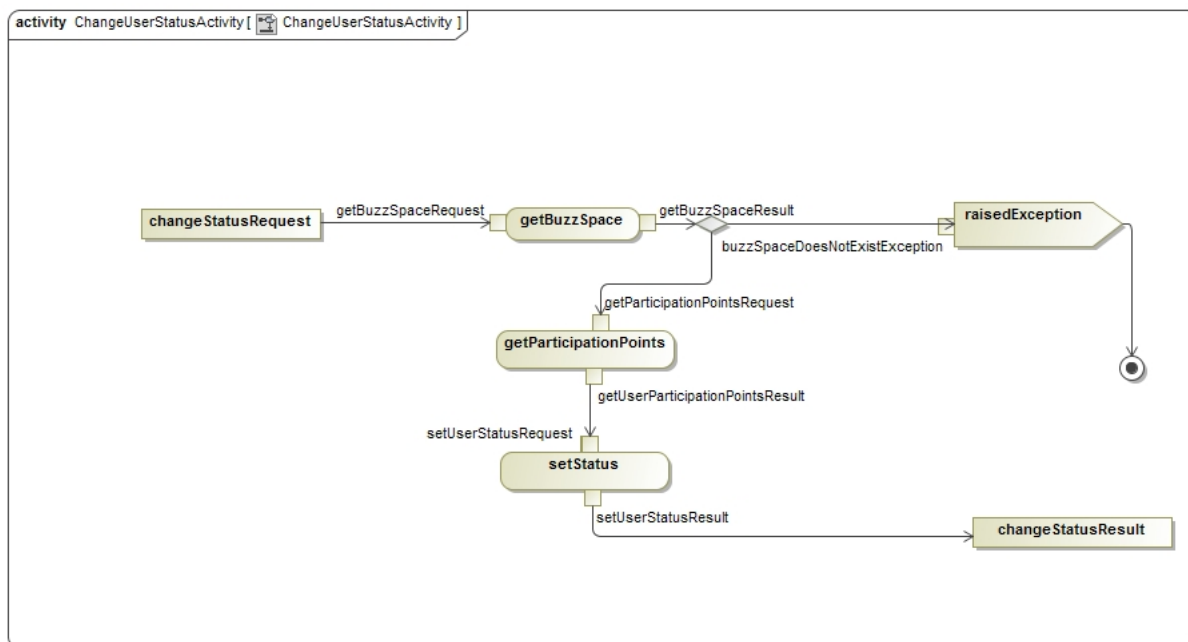 activity ChangeUserStatusActivity [ ChangeUserStatusActivity ]
changeStatusRequest
getBuzzSpaceRequest
getBuzzSpace
getBuzzSpaceResult
buzzSpaceDoesNotExistException
raisedException
getParticipationPointsRequest
getParticipationPoints
getUserParticipationPointsResult
setUserStatusRequest
setStatus
setUserStatusResult
changeStatusResult